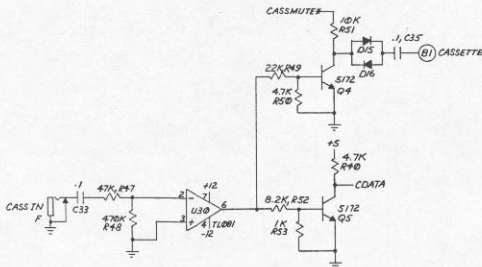 CASSMUTE#
10K
R51
D15
.1, C35
B1
CASSETTE
D16
22K, R49
5172
Q4
4.7K
R50
+5
4.7K
R40
CDATA
.1
47K, R47
+12
2
7
6
8.2K, R52
5172
Q5
CASS IN
F
C33
U30
3
4
TL081
-12
470K
R48
1K
R53